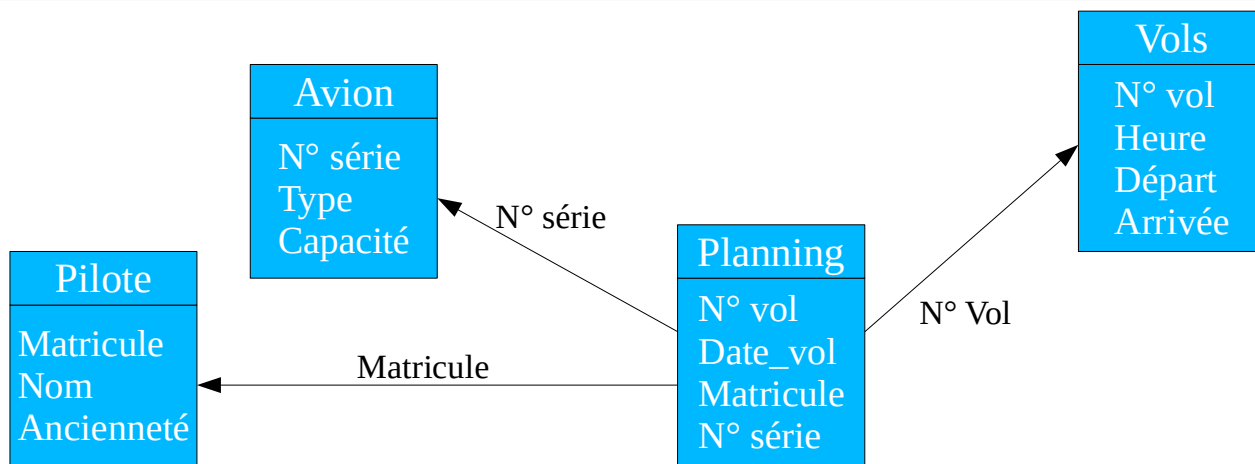 Vols
N° vol
Heure
Départ
Arrivée
Avion
N° série
Type
Capacité
N° série
Planning
N° vol
Date_vol
Matricule
N° série
N° Vol
Pilote
Matricule
Nom
Ancienneté
Matricule